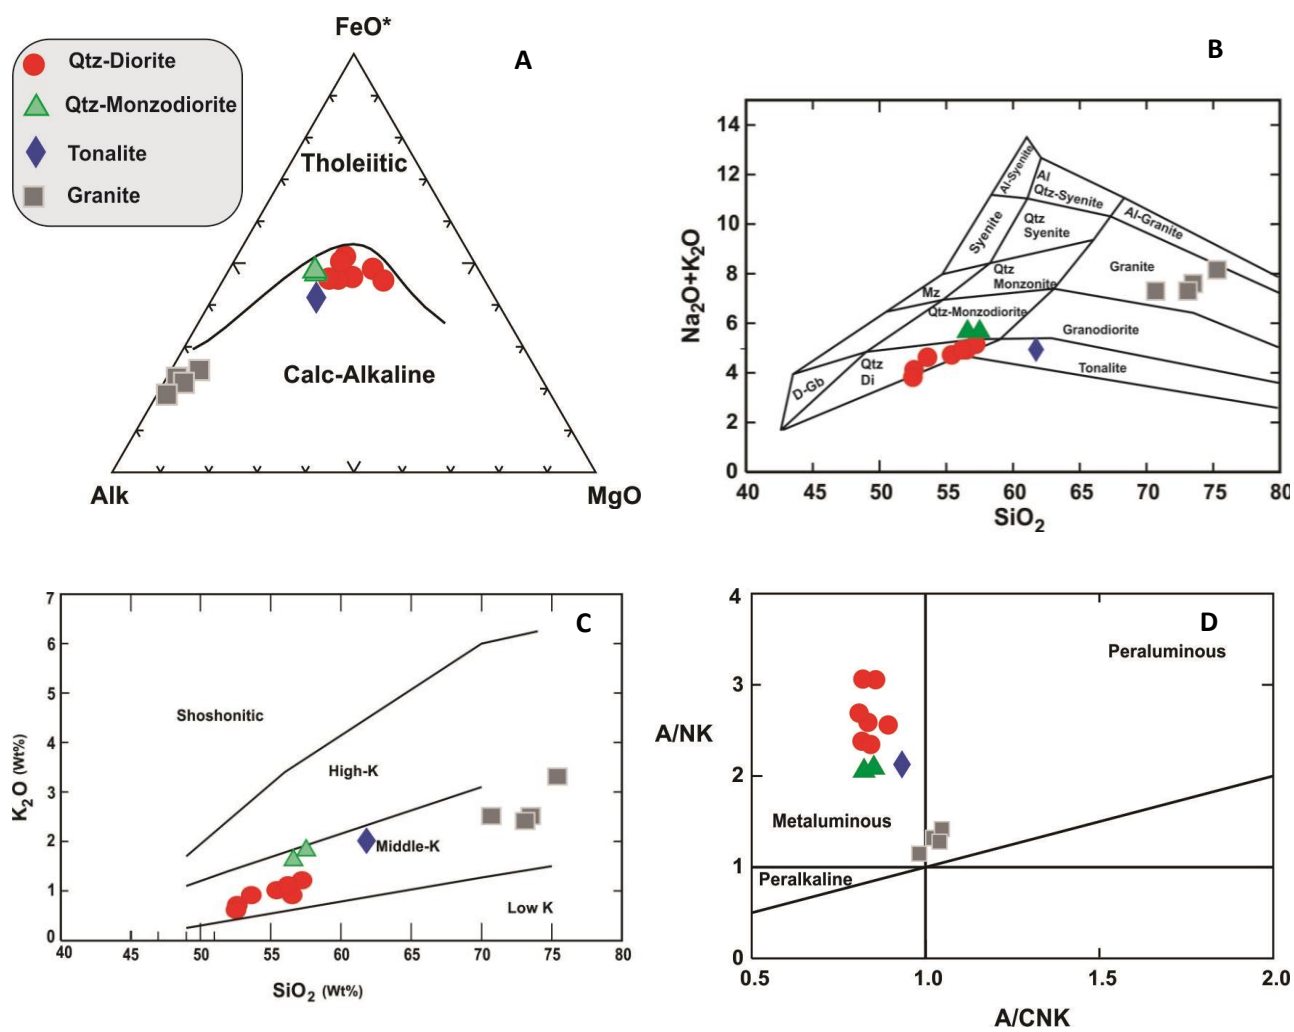 FeO*
A
Qtz-Diorite
Qtz-Monzodiorite
Tonalite
Granite
Tholeiitic
Calc-Alkaline
Alk
MgO
B
Na2O+K2O
14
12
10
8
6
4
2
0
40
45
50
55
60
65
70
75
80
SiO2
Al-Syenite
Al
Qtz-Syenite
Al-Granite
Syenite
Qtz
Syenite
Granite
Qtz
Monzonite
Mz
Qtz-Monzodiorite
Granodiorite
Tonalite
Qtz
Di
D-Gb
C
K2O (Wt%)
7
6
5
4
3
2
1
0
40
45
50
55
60
65
70
75
80
SiO2 (Wt%)
Shoshonitic
High-K
Middle-K
Low K
D
A/NK
4
3
2
1
0
0.5
1.0
1.5
2.0
A/CNK
Peraluminous
Metaluminous
Peralkaline